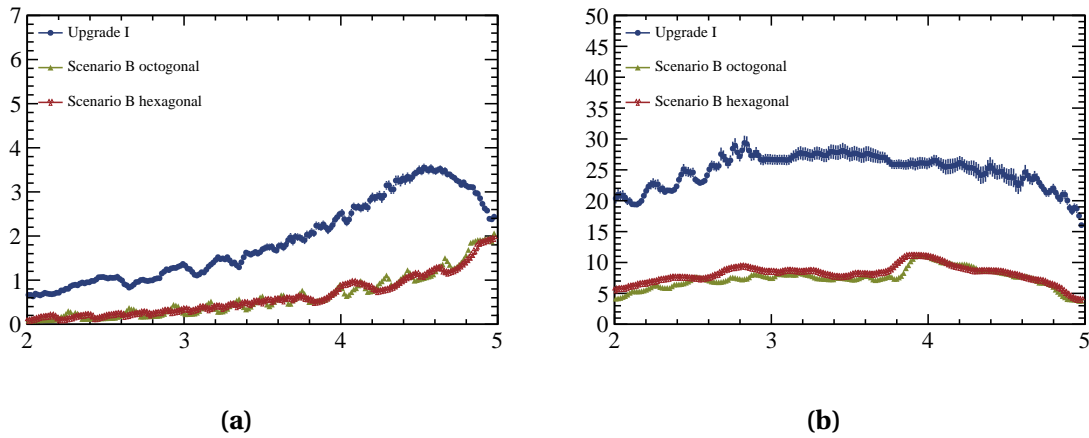 7
6
5
4
3
2
1
0
2 3 4 5
Upgrade I
Scenario B octogonal
Scenario B hexagonal
(a)
50
45
40
35
30
25
20
15
10
5
0
2 3 4 5
Upgrade I
Scenario B octogonal
Scenario B hexagonal
(b)